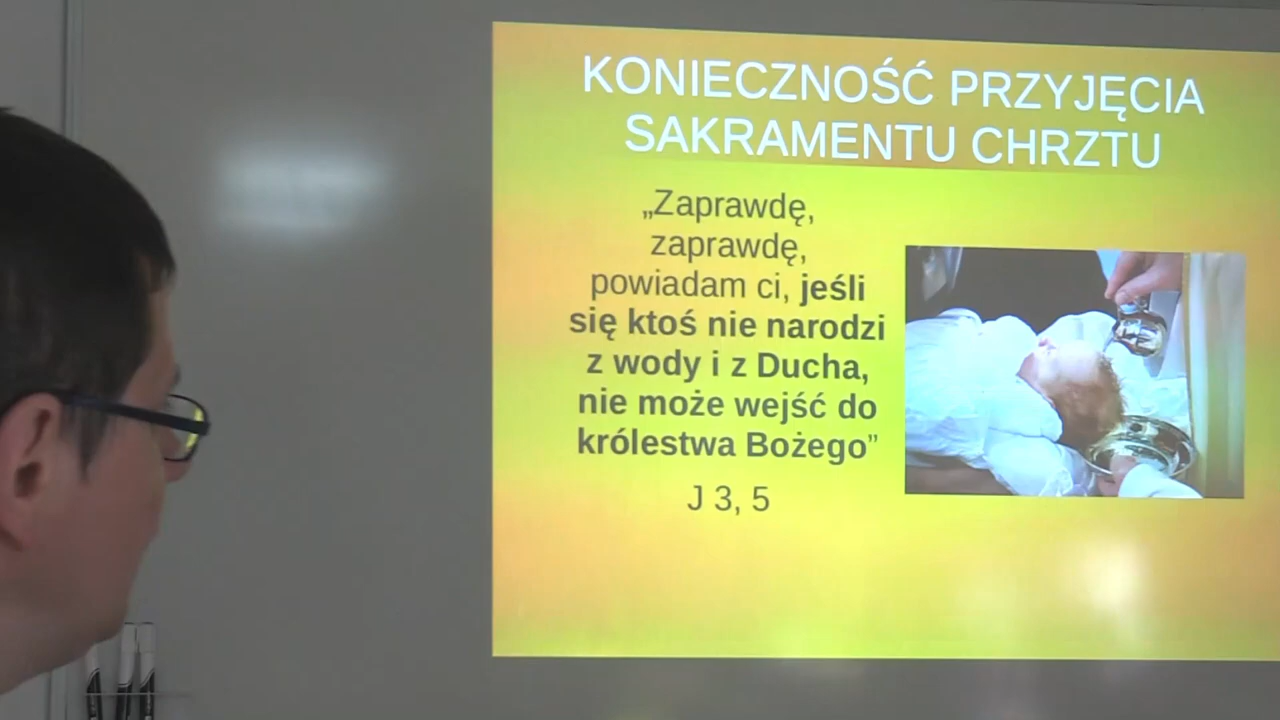 KONIECZNOŚĆ PRZYJĘCIA
SAKRAMENTU CHRZTU
„Zaprawdę,
zaprawdę,
powiadam ci, jeśli
się ktoś nie narodzi
z wody i z Ducha,
nie może wejść do
królestwa Bożego”
J 3, 5